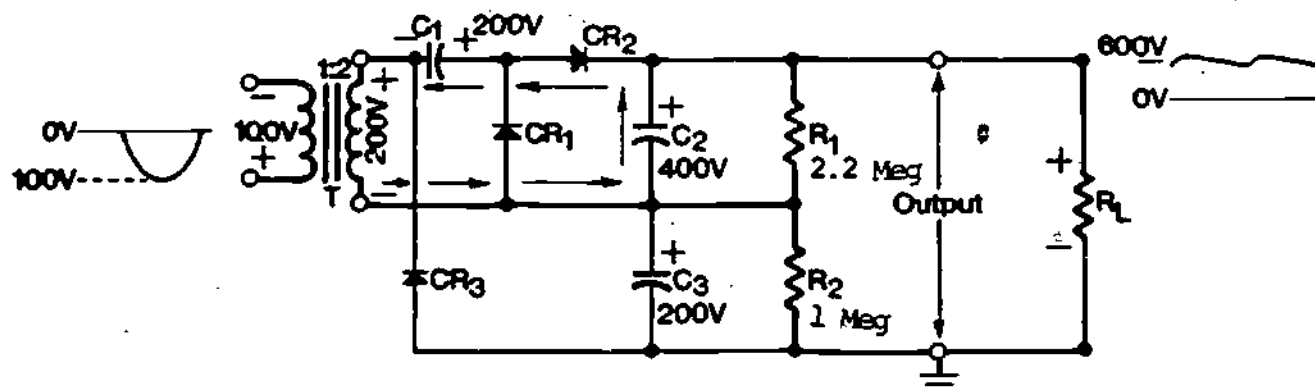 C1
200V
CR2
600V
0V
1:2
0V
100V
200V
100V
T
CR1
C2
400V
R1
2.2 Meg
Output
RL
CR3
C3
200V
R2
1 Meg